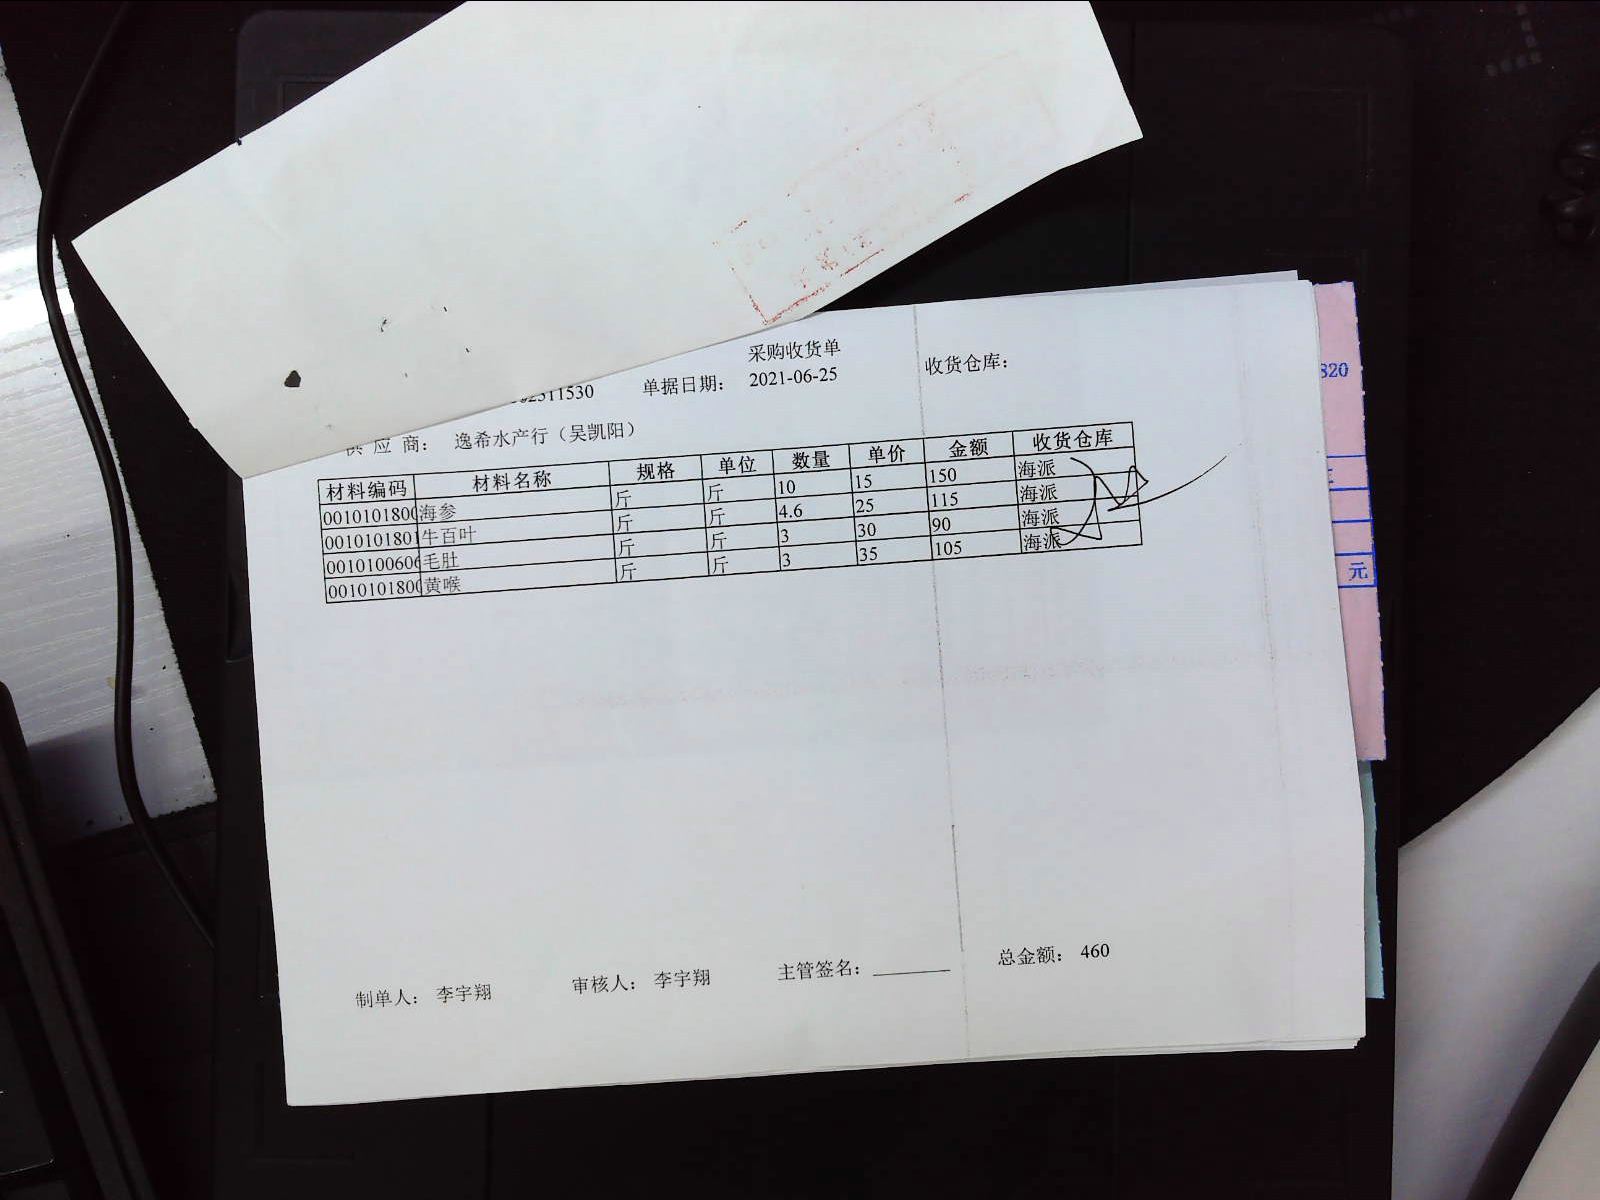 采购收货单
2311530 单据日期： 2021-06-25 收货仓库：
供 应 商： 逸希水产行（吴凯阳）
材料编码 材料名称 规格 单位 数量 单价 金额 收货仓库
0010101800 海参 斤 斤 10 15 150 海派
0010101801 牛百叶 斤 斤 4.6 25 115 海派
0010100606 毛肚 斤 斤 3 30 90 海派
0010101800 黄喉 斤 斤 3 35 105 海派
制单人： 李宇翔 审核人： 李宇翔 主管签名： 总金额： 460
820
元